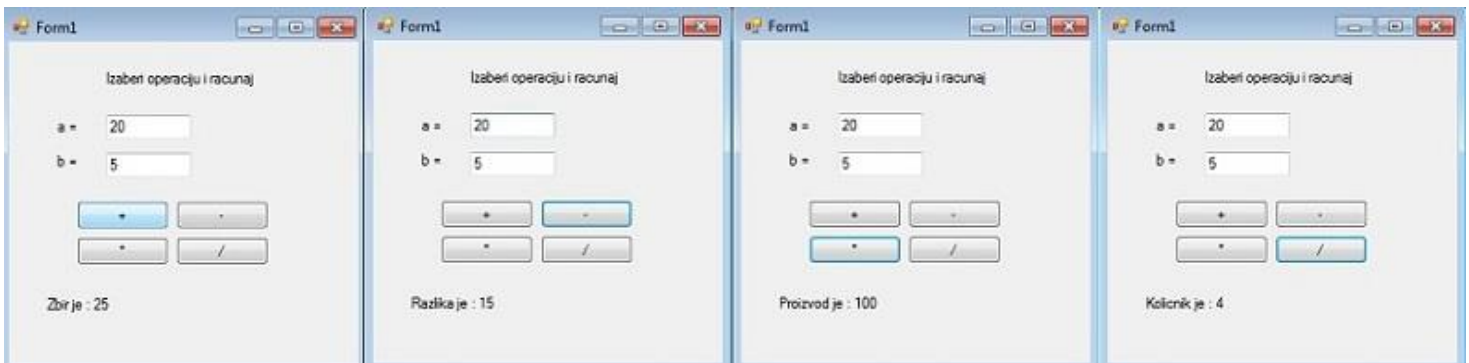 Form1
Izaberi operaciju i racunaj
a = 20
b = 5
+ -
* /
Zbir je : 25
Form1
Izaberi operaciju i racunaj
a = 20
b = 5
+ -
* /
Razlika je : 15
Form1
Izaberi operaciju i racunaj
a = 20
b = 5
+ -
* /
Proizvod je : 100
Form1
Izaberi operaciju i racunaj
a = 20
b = 5
+ -
* /
Kolicnik je : 4